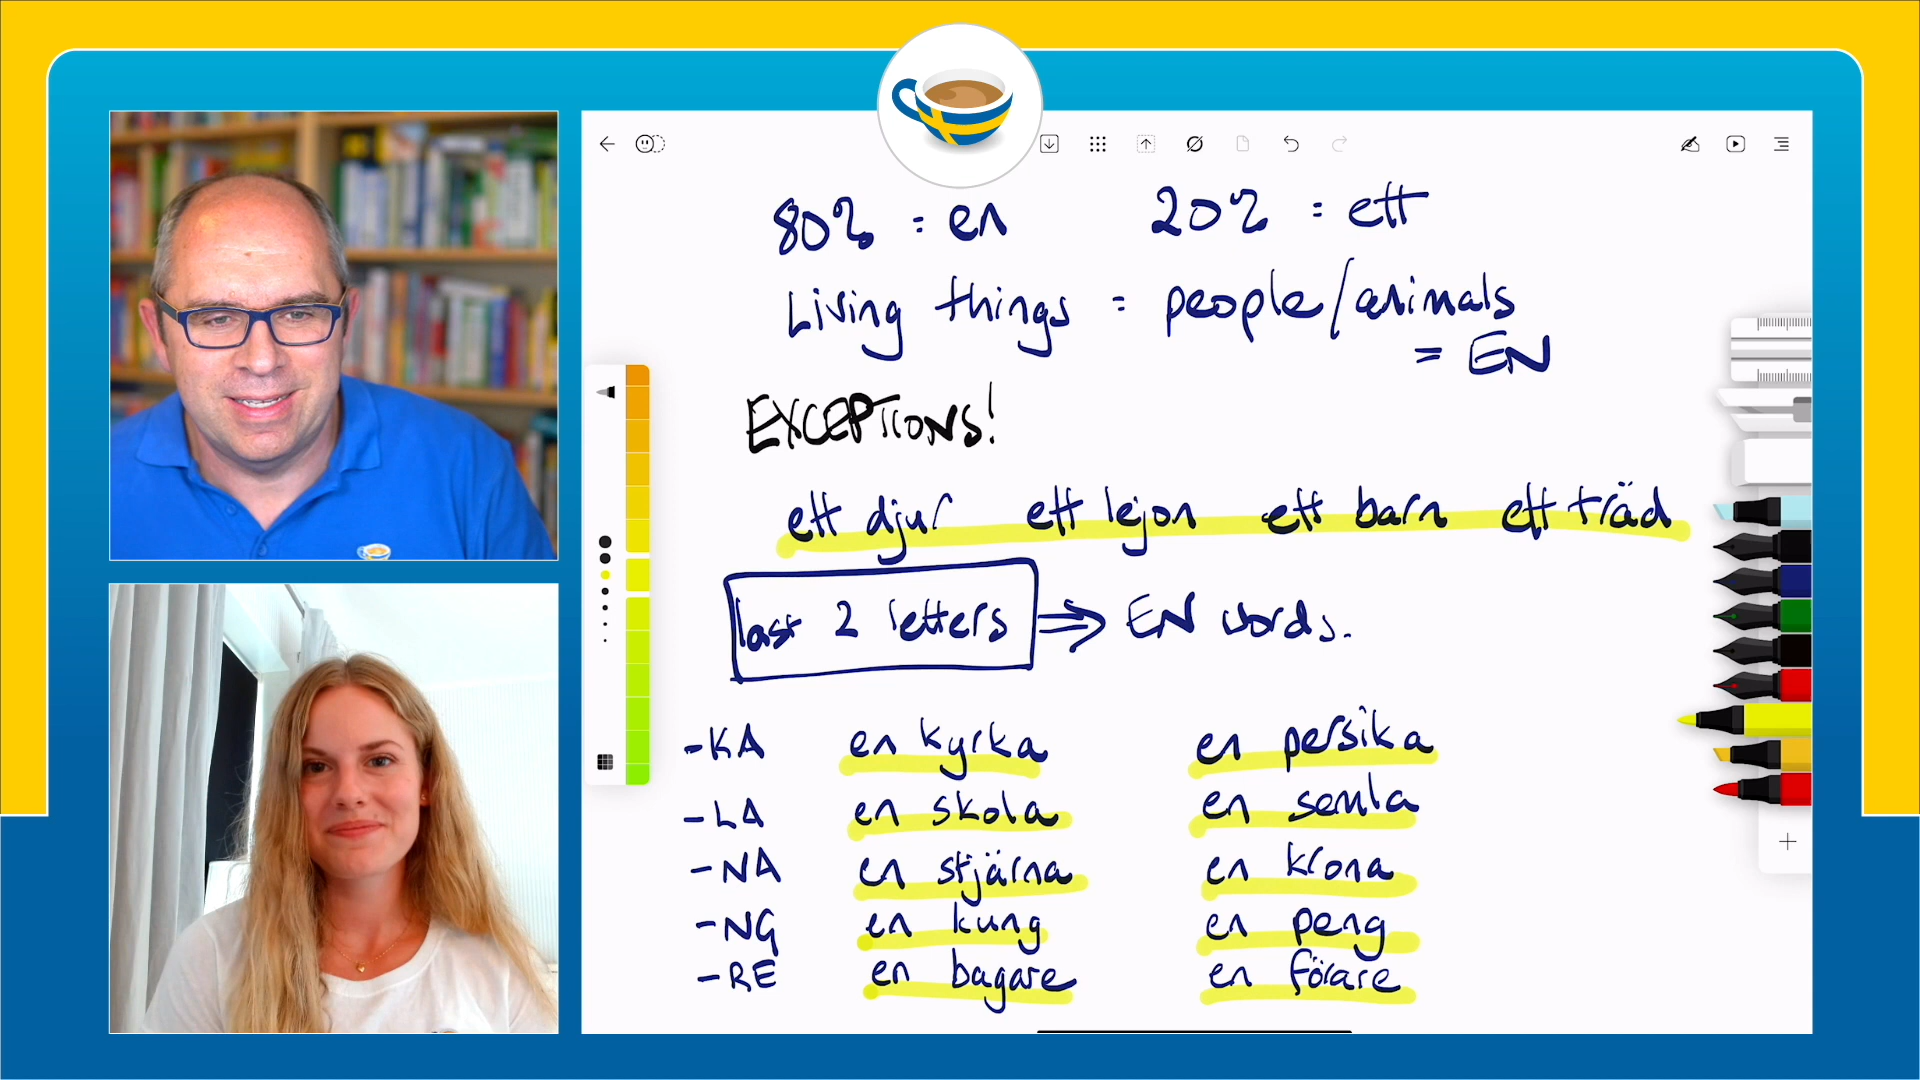 80% = en 20% = ett
Living things = people/animals
= EN
EXCEPTIONS!
ett djur ett lejon ett barn ett träd
last 2 letters ⇒ EN words.
-KA en kyrka en persika
-LA en skola en semla
-NA en stjärna en krona
-NG en kung en peng
-RE en bagare en förare